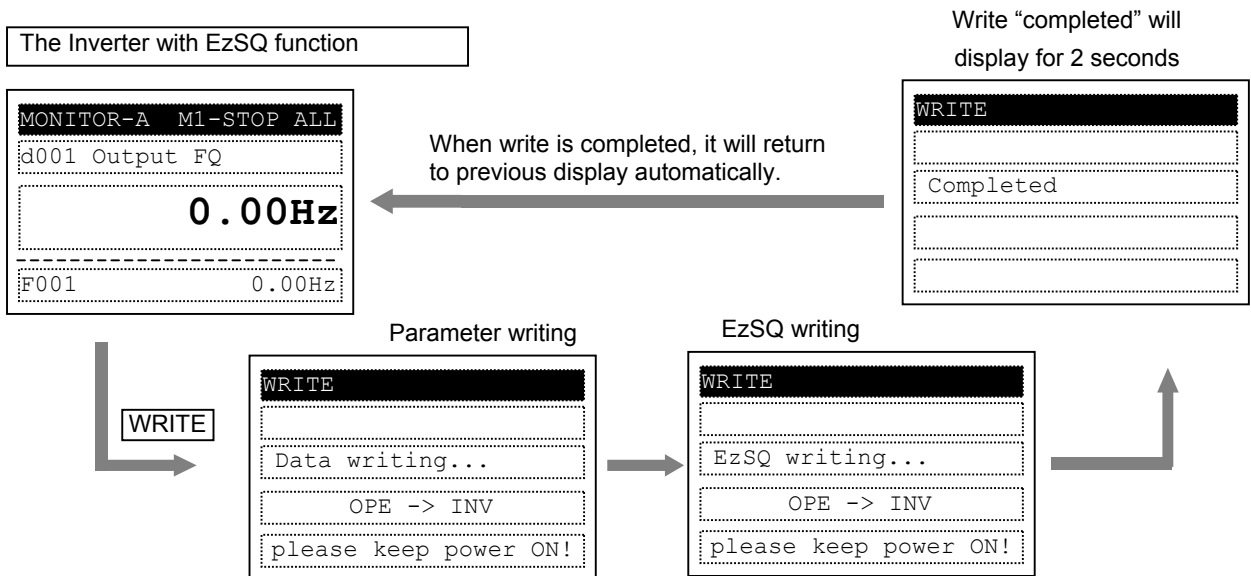 The Inverter with EzSQ function
MONITOR-A M1-STOP ALL
d001 Output FQ
0.00Hz
F001 0.00Hz
When write is completed, it will return
to previous display automatically.
Write “completed” will
display for 2 seconds
WRITE
Completed
WRITE
Parameter writing
WRITE
Data writing...
OPE -> INV
please keep power ON!
EzSQ writing
WRITE
EzSQ writing...
OPE -> INV
please keep power ON!